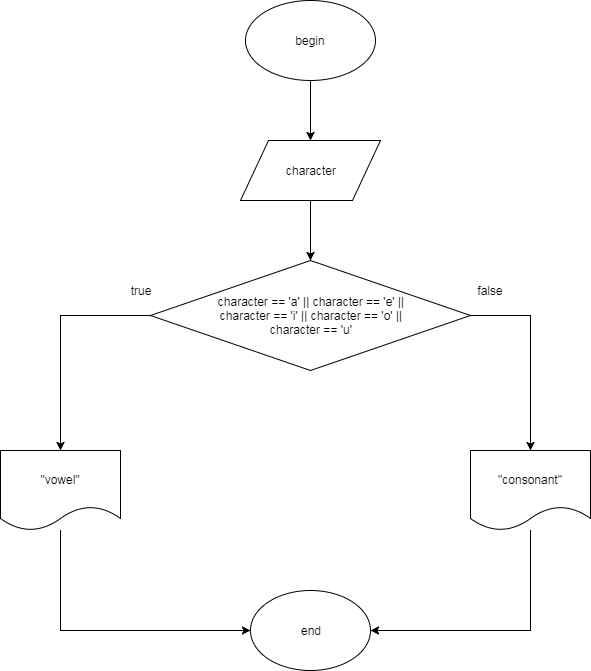 begin
character
true
false
character == 'a' || character == 'e' ||
character == 'i' || character == 'o' ||
character == 'u'
"vowel"
"consonant"
end